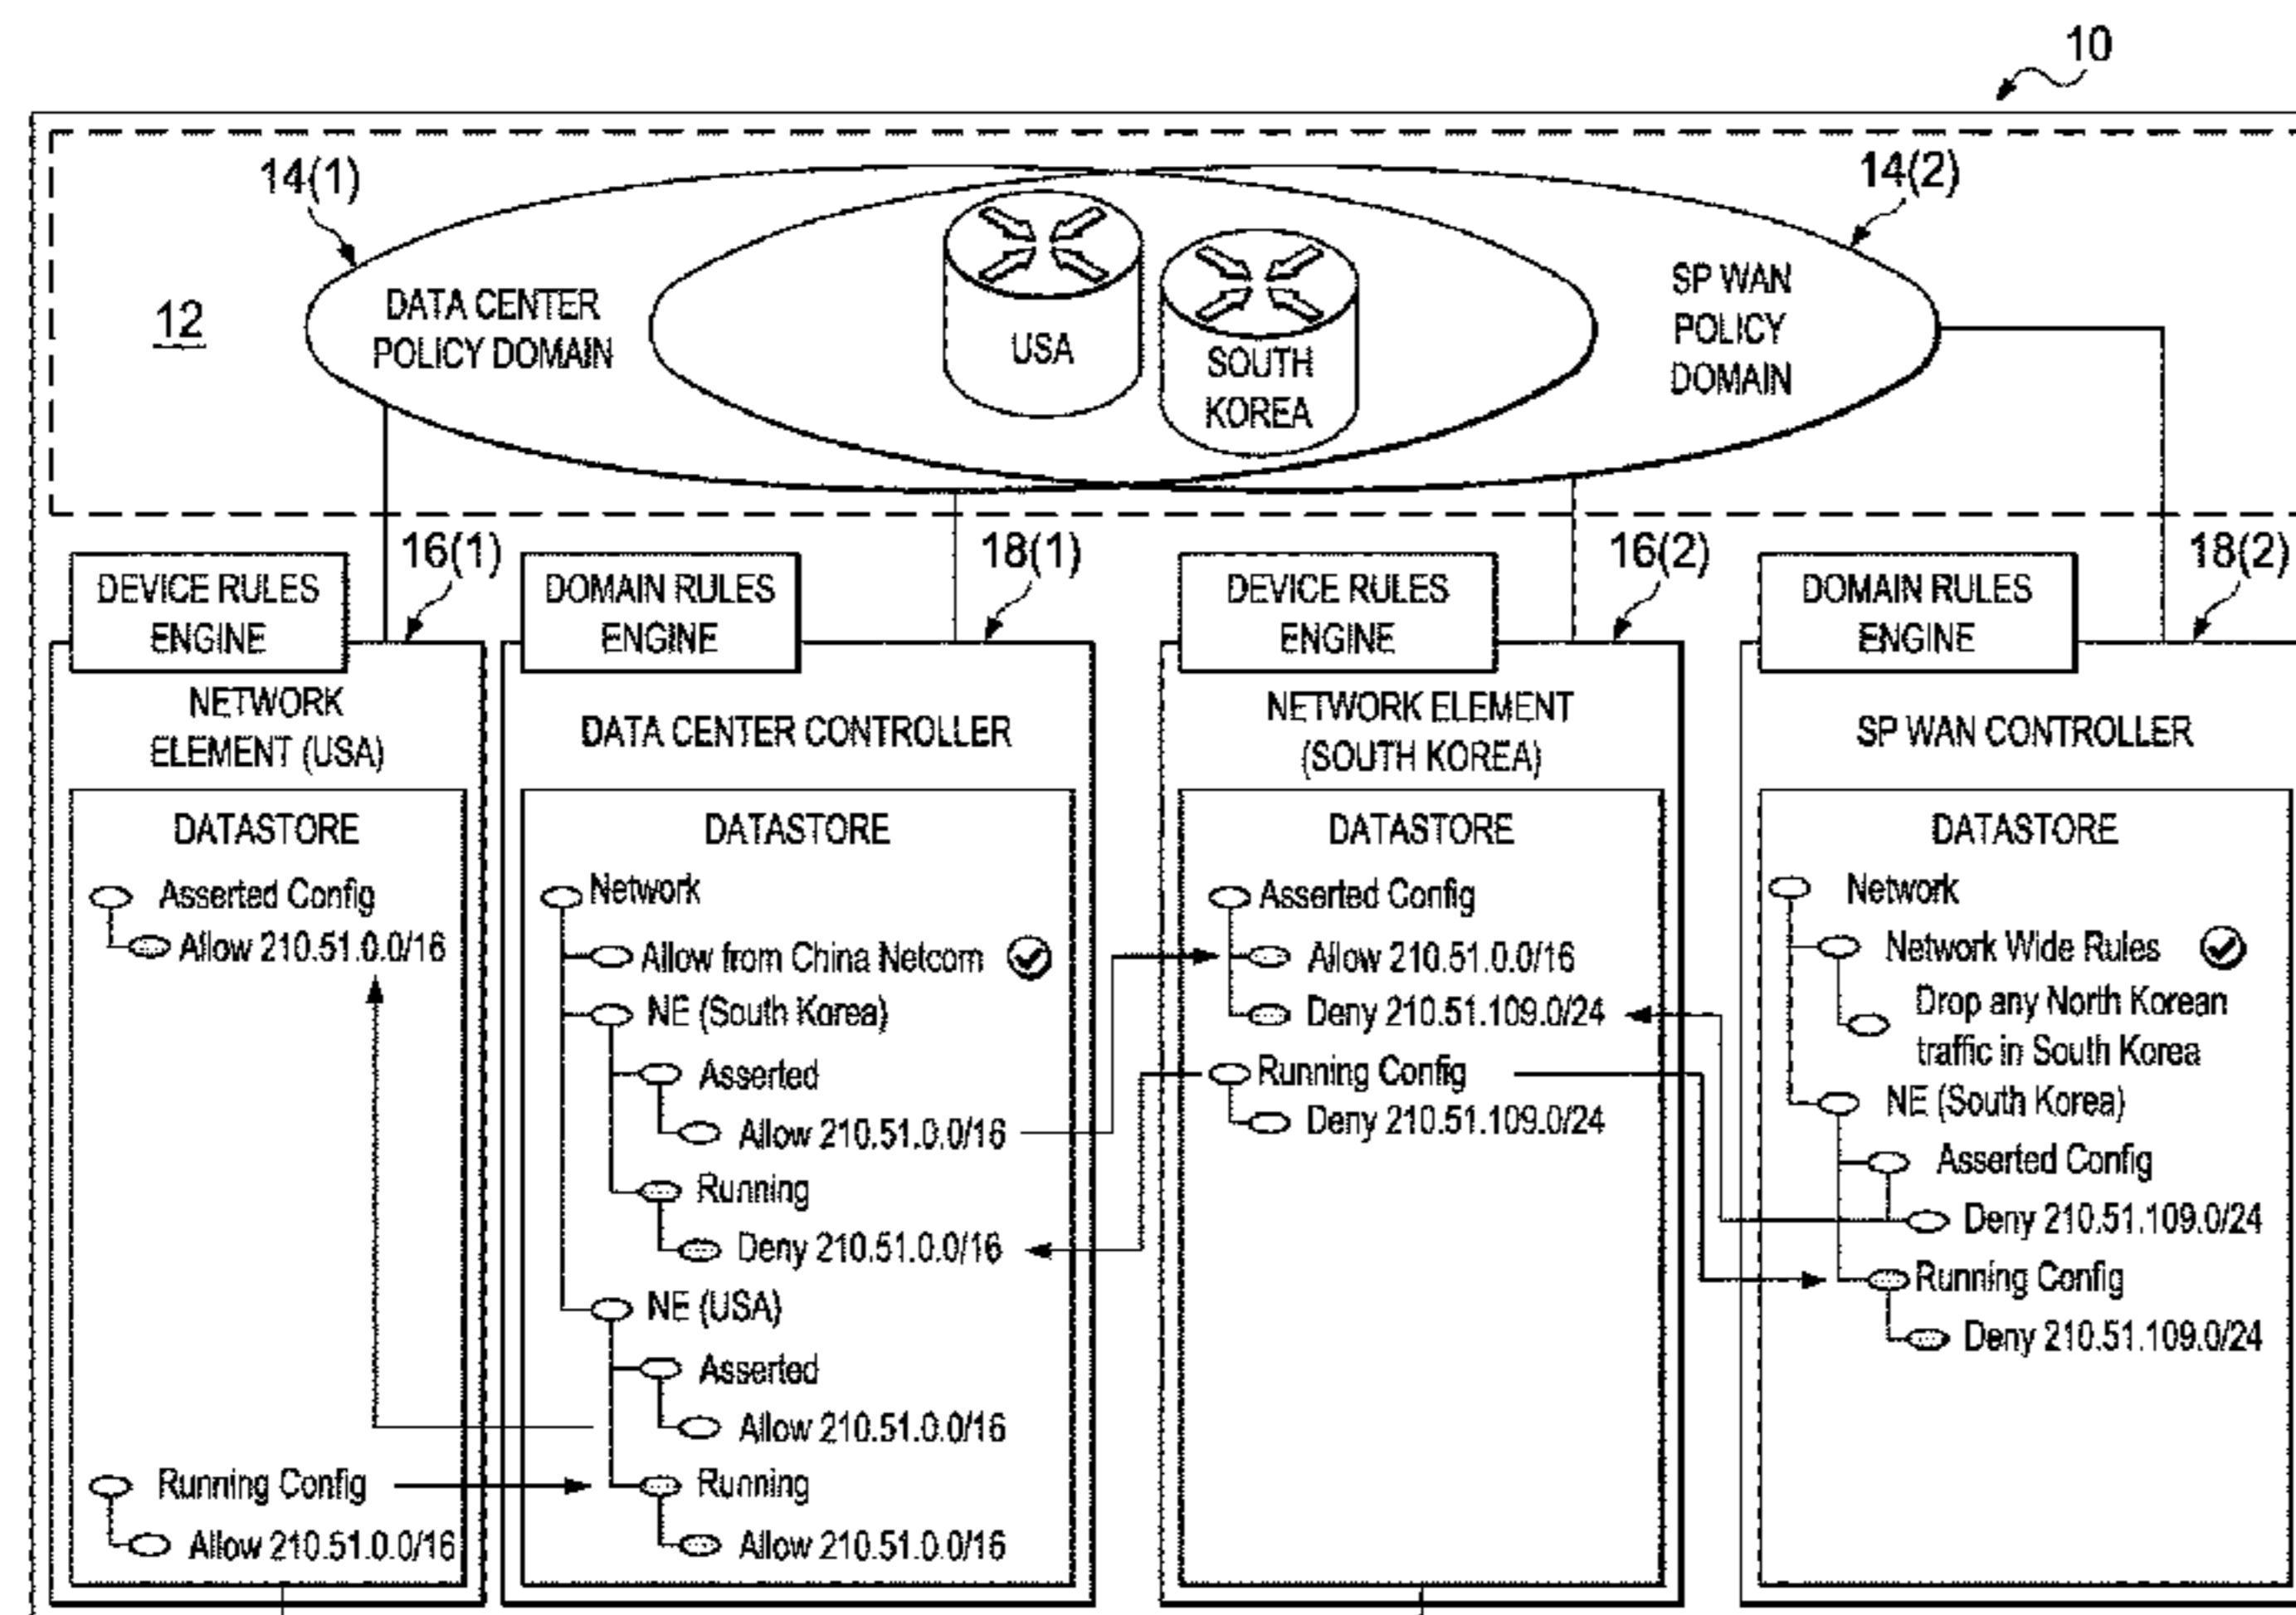 10
14(1)
14(2)
12
DATA CENTER
POLICY DOMAIN
USA
SOUTH
KOREA
SP WAN
POLICY
DOMAIN
16(1)
18(1)
16(2)
18(2)
DEVICE RULES
ENGINE
NETWORK
ELEMENT (USA)
DATASTORE
Asserted Config
Allow 210.51.0.0/16
Running Config
Allow 210.51.0.0/16
DOMAIN RULES
ENGINE
DATA CENTER CONTROLLER
DATASTORE
Network
Allow from China Netcom
NE (South Korea)
Asserted
Allow 210.51.0.0/16
Running
Deny 210.51.0.0/16
NE (USA)
Asserted
Allow 210.51.0.0/16
Running
Allow 210.51.0.0/16
DEVICE RULES
ENGINE
NETWORK ELEMENT
(SOUTH KOREA)
DATASTORE
Asserted Config
Allow 210.51.0.0/16
Deny 210.51.109.0/24
Running Config
Deny 210.51.109.0/24
DOMAIN RULES
ENGINE
SP WAN CONTROLLER
DATASTORE
Network
Network Wide Rules
Drop any North Korean
traffic in South Korea
NE (South Korea)
Asserted Config
Deny 210.51.109.0/24
Running Config
Deny 210.51.109.0/24